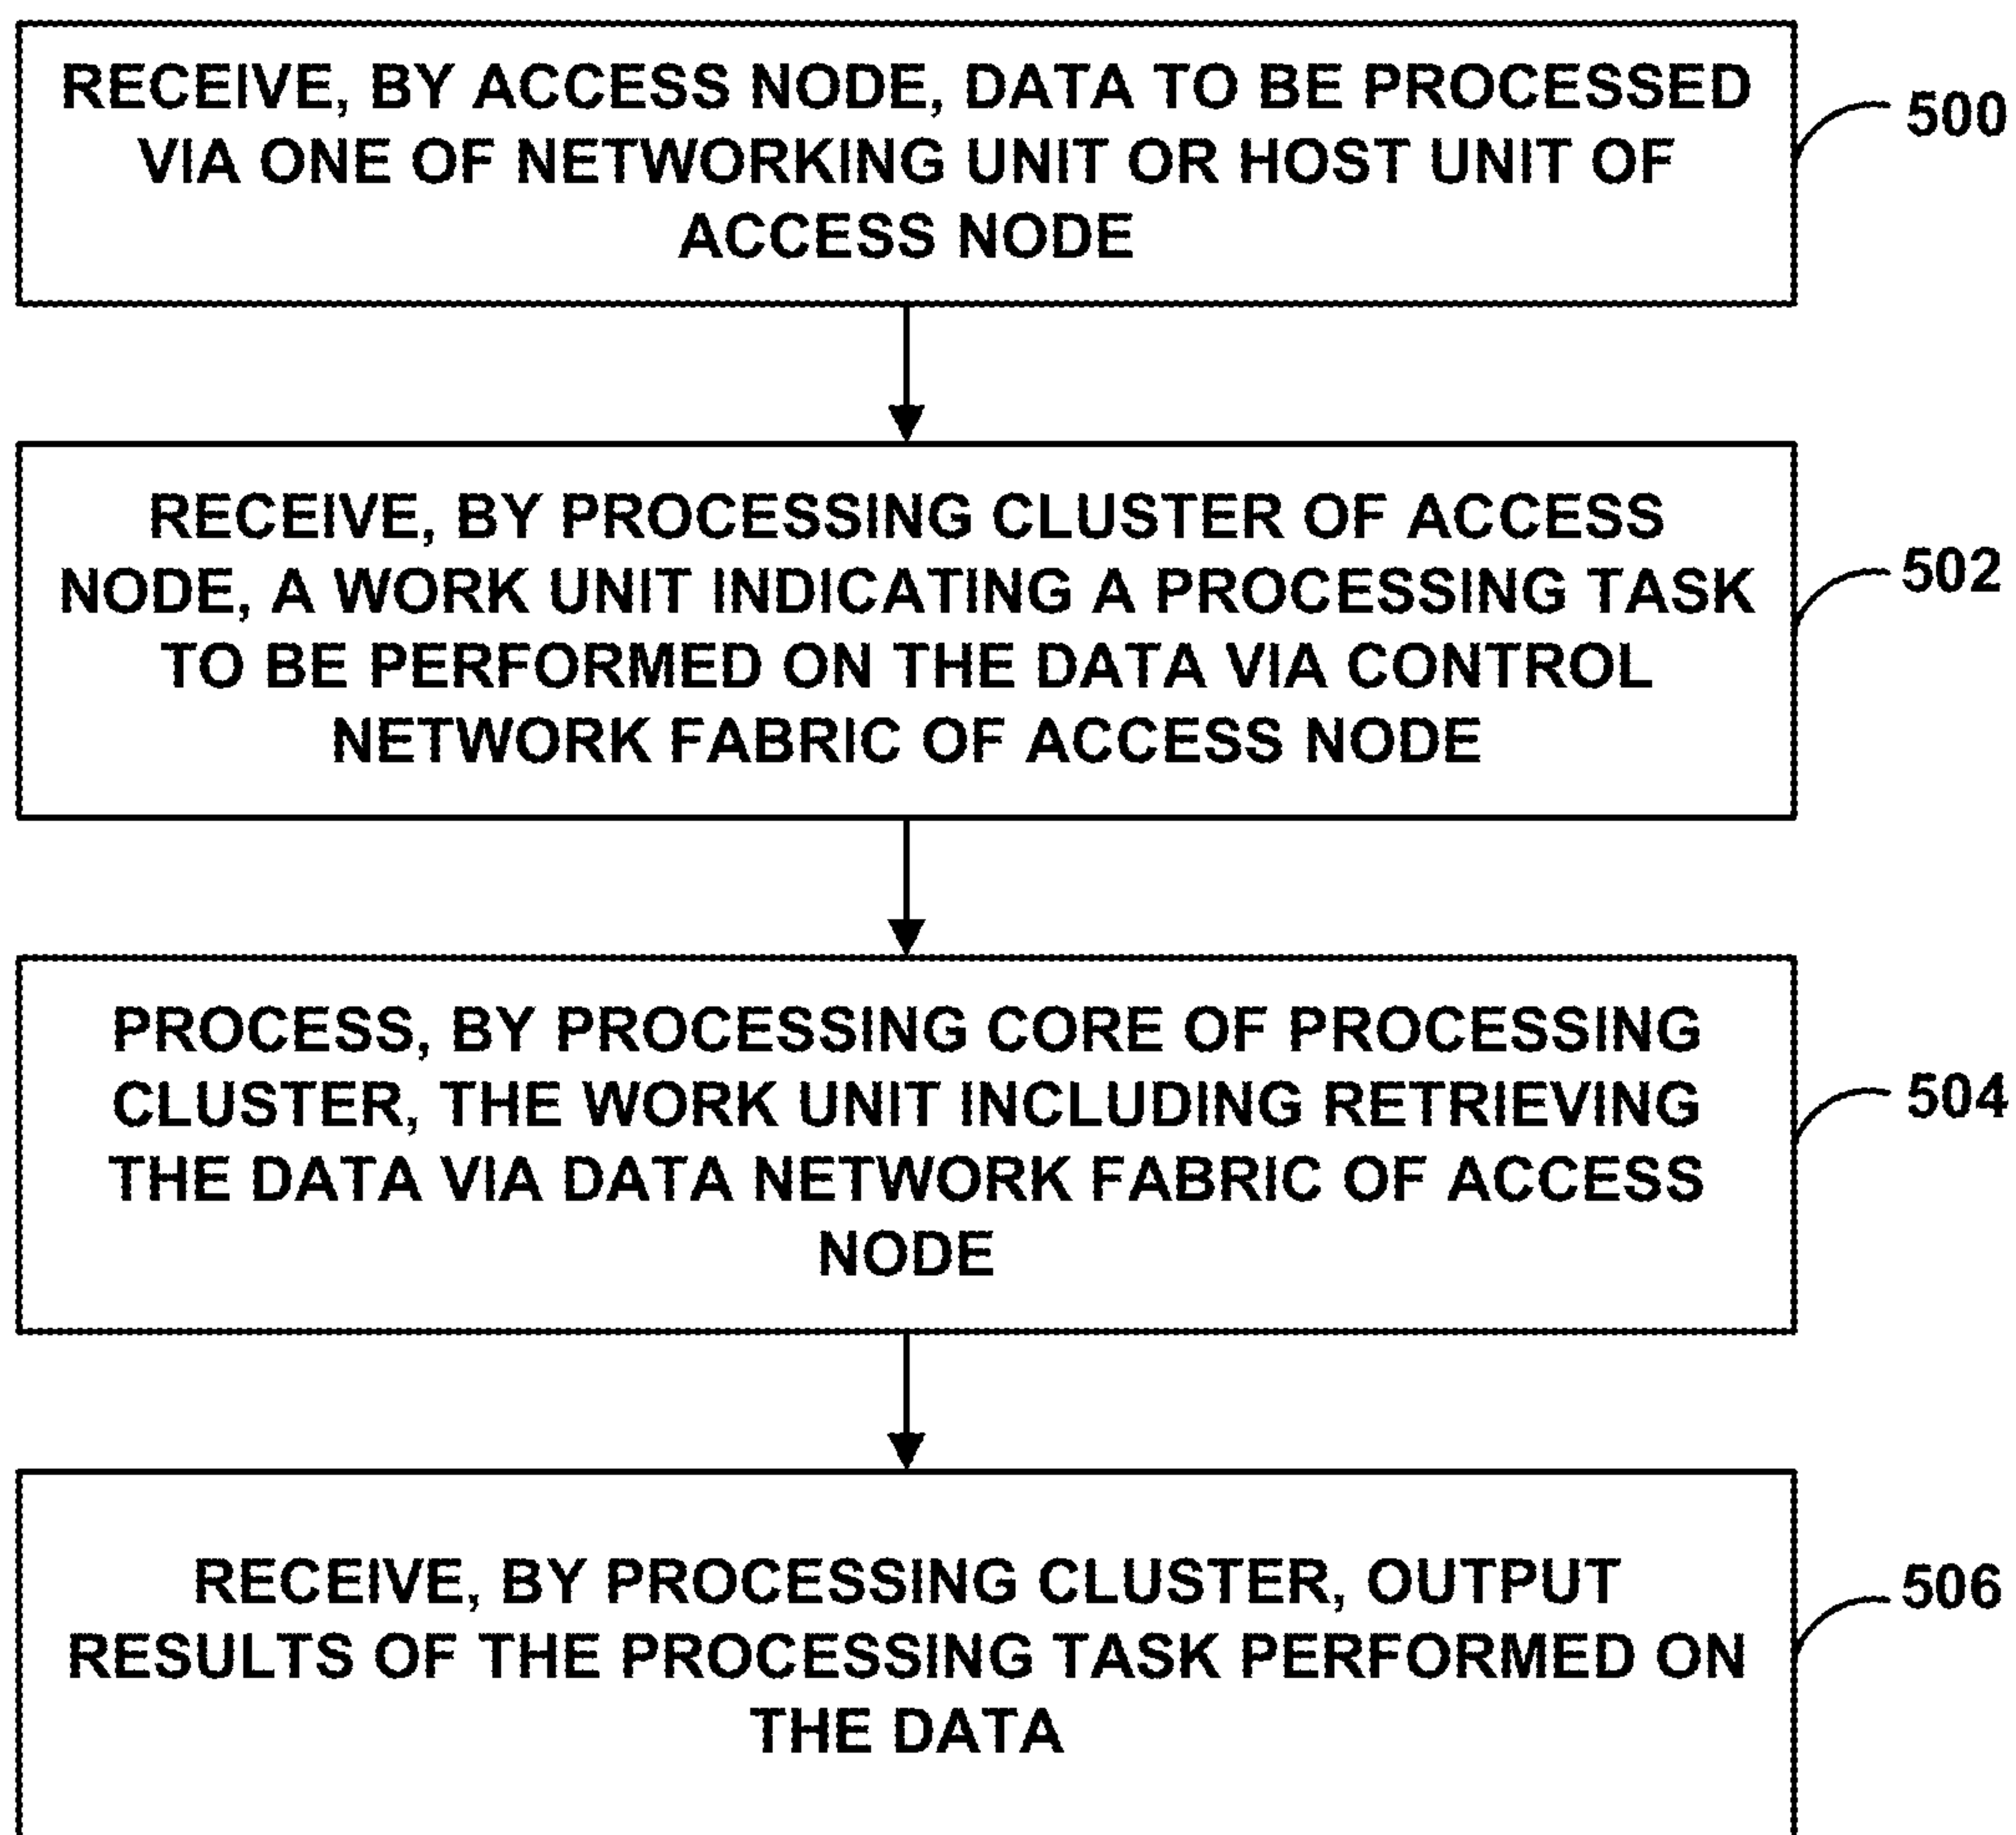 RECEIVE, BY ACCESS NODE, DATA TO BE PROCESSED
VIA ONE OF NETWORKING UNIT OR HOST UNIT OF
ACCESS NODE
500
RECEIVE, BY PROCESSING CLUSTER OF ACCESS
NODE, A WORK UNIT INDICATING A PROCESSING TASK
TO BE PERFORMED ON THE DATA VIA CONTROL
NETWORK FABRIC OF ACCESS NODE
502
PROCESS, BY PROCESSING CORE OF PROCESSING
CLUSTER, THE WORK UNIT INCLUDING RETRIEVING
THE DATA VIA DATA NETWORK FABRIC OF ACCESS
NODE
504
RECEIVE, BY PROCESSING CLUSTER, OUTPUT
RESULTS OF THE PROCESSING TASK PERFORMED ON
THE DATA
506